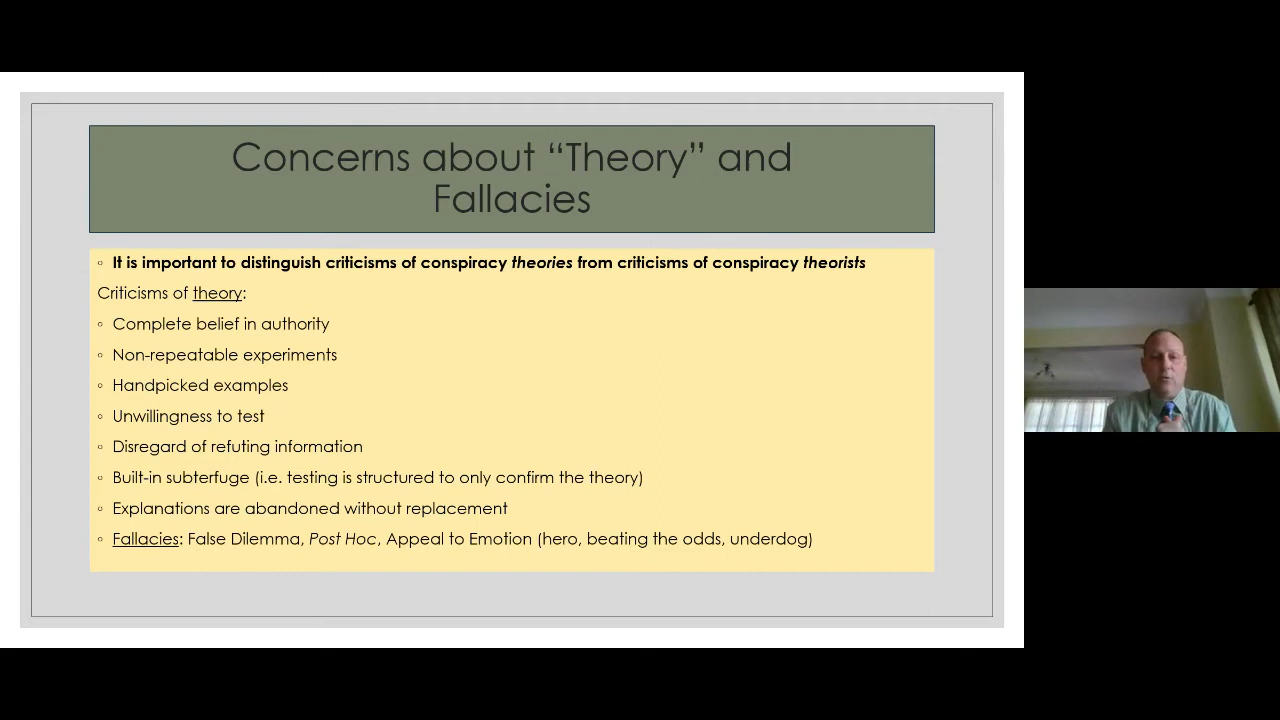 Concerns about “Theory” and
Fallacies
◦ It is important to distinguish criticisms of conspiracy theories from criticisms of conspiracy theorists
Criticisms of theory:
◦ Complete belief in authority
◦ Non-repeatable experiments
◦ Handpicked examples
◦ Unwillingness to test
◦ Disregard of refuting information
◦ Built-in subterfuge (i.e. testing is structured to only confirm the theory)
◦ Explanations are abandoned without replacement
◦ Fallacies: False Dilemma, Post Hoc, Appeal to Emotion (hero, beating the odds, underdog)